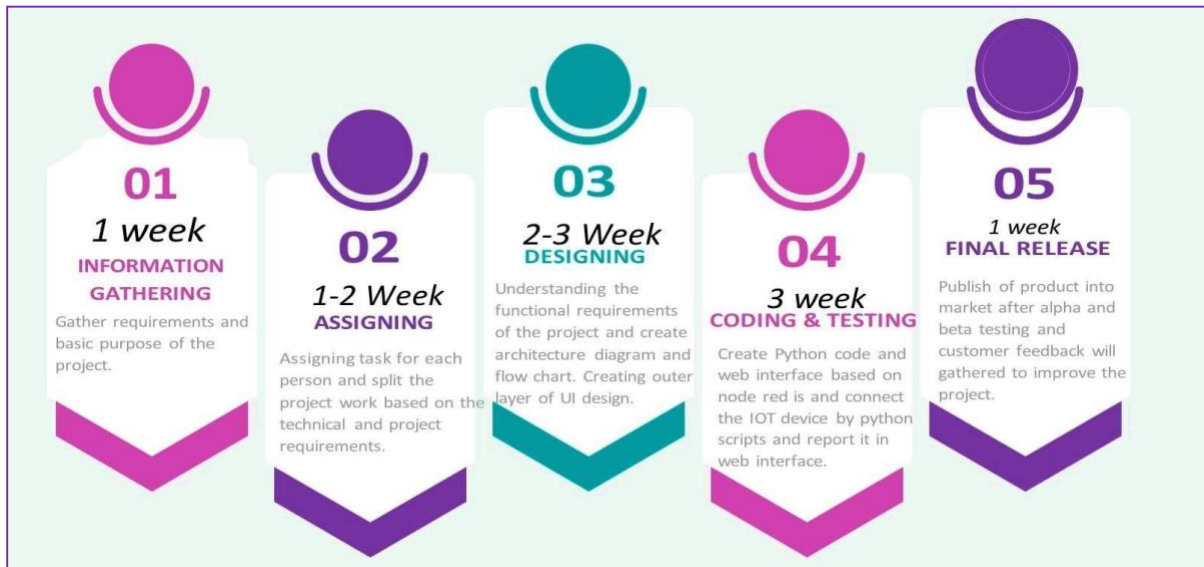 01
1 week
INFORMATION
GATHERING
Gather requirements and
basic purpose of the
project.
02
1-2 Week
ASSIGNING
Assigning task for each
person and split the
project work based on the
technical and project
requirements.
03
2-3 Week
DESIGNING
Understanding the
functional requirements
of the project and create
architecture diagram and
flow chart. Creating outer
layer of UI design.
04
3 week
CODING & TESTING
Create Python code and
web interface based on
node red is and connect
the IOT device by python
scripts and report it in
web interface.
05
1 week
FINAL RELEASE
Publish of product into
market after alpha and
beta testing and
customer feedback will
gathered to improve the
project.